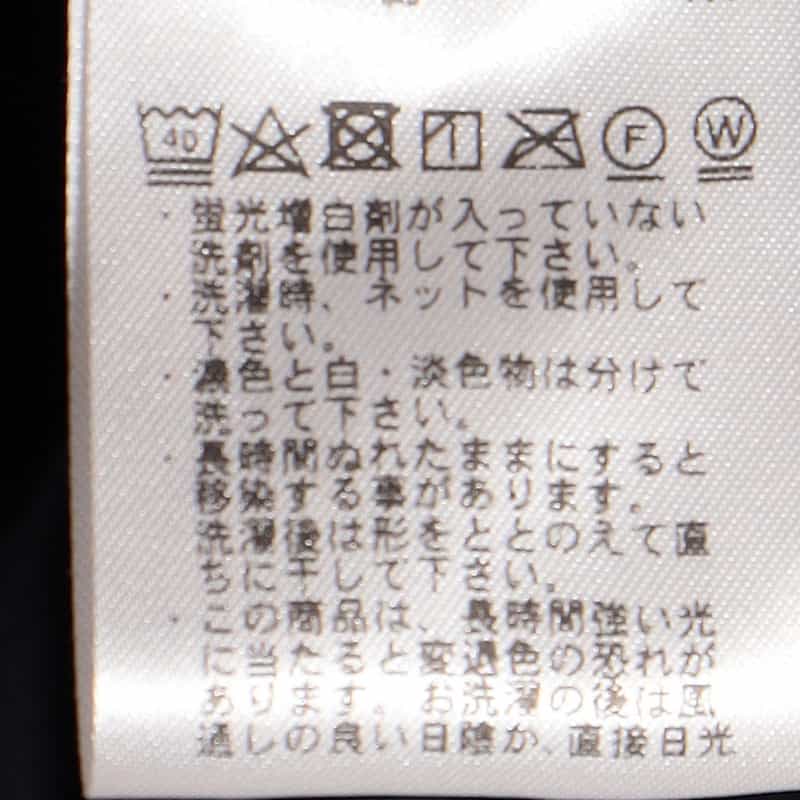 40 F W
・蛍光増白剤が入っていない
洗剤を使用して下さい。
・洗濯時、ネットを使用して
下さい。
・濃色と白・淡色物は分けて
洗って下さい。
・長時間ぬれたままにすると
移染する事があります。
洗濯後は形をととのえて直
ちに干して下さい。
・この商品は、長時間強い光
に当たると変退色の恐れが
あります。お洗濯の後は風
通しの良い日陰か、直接日光